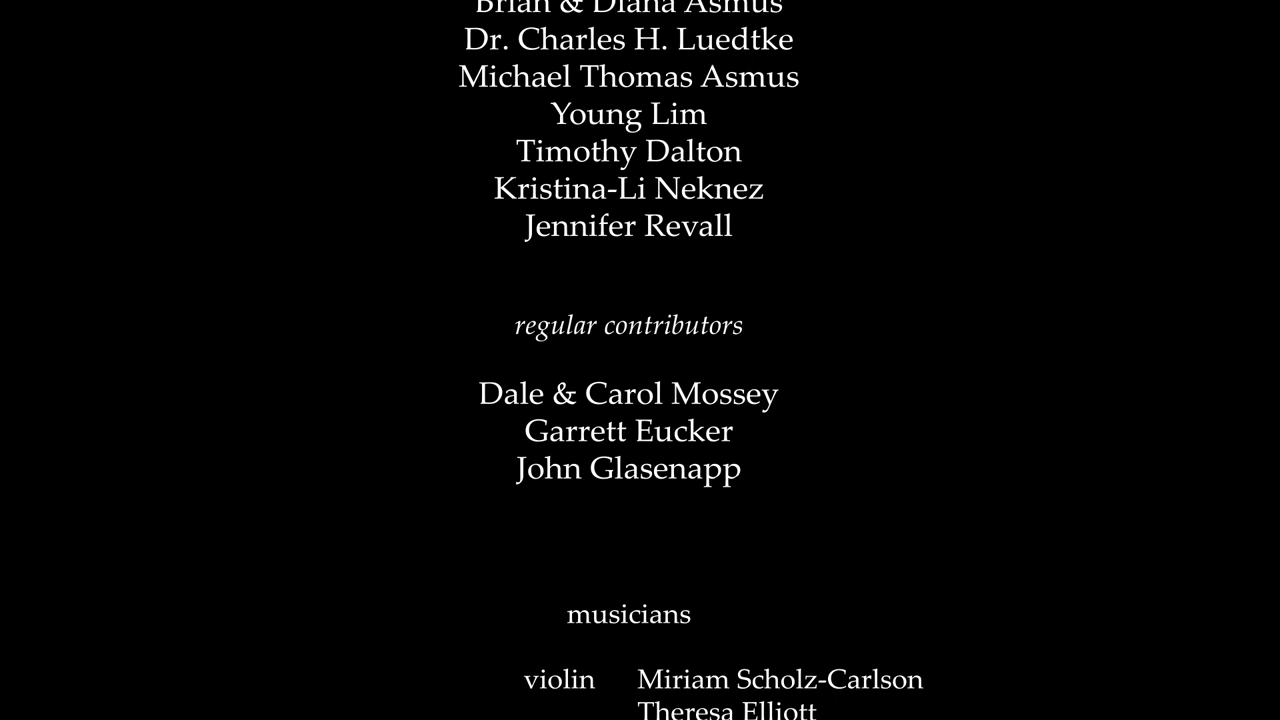 Brian & Diana Asmus
Dr. Charles H. Luedtke
Michael Thomas Asmus
Young Lim
Timothy Dalton
Kristina-Li Neknez
Jennifer Revall
regular contributors
Dale & Carol Mossey
Garrett Eucker
John Glasenapp
musicians
violin Miriam Scholz-Carlson
Theresa Elliott